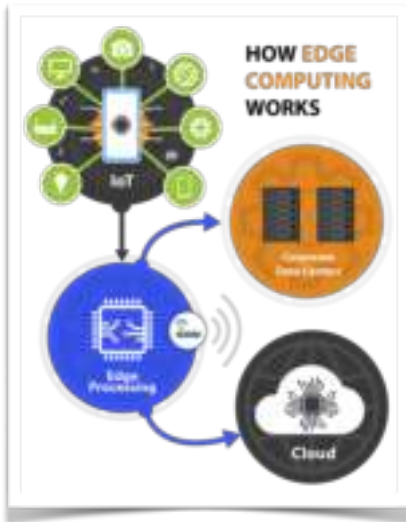 HOW EDGE
COMPUTING
WORKS
IoT
Corporate
Data Centers
Edge
Processing
Cloud